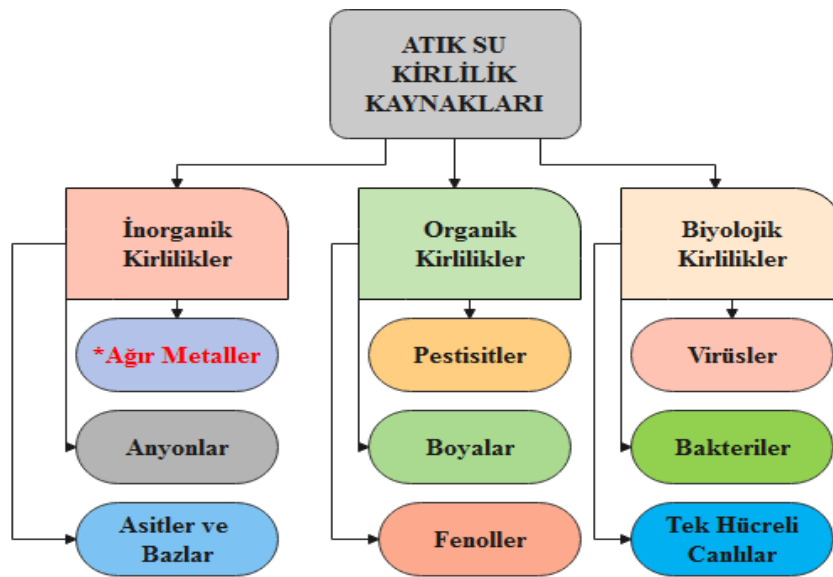 ATIK SU
KİRLİLİK
KAYNAKLARI
İnorganik
Kirlilikler
*Ağır Metaller
Anyonlar
Asitler ve
Bazlar
Organik
Kirlilikler
Pestisitler
Boyalar
Fenoller
Biyolojik
Kirlilikler
Virüsler
Bakteriler
Tek Hücreli
Canlılar